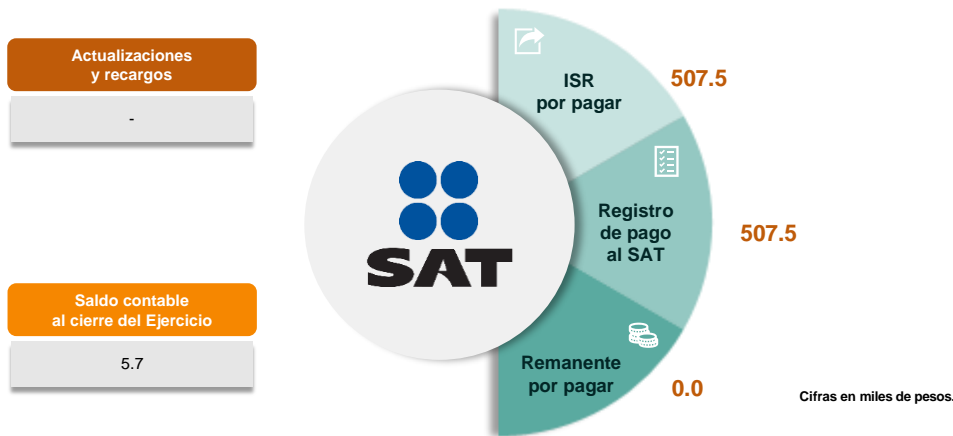 Actualizaciones
y recargos
-
Saldo contable
al cierre del Ejercicio
5.7
SAT
ISR
por pagar
507.5
Registro
de pago
al SAT
507.5
Remanente
por pagar
0.0
Cifras en miles de pesos.